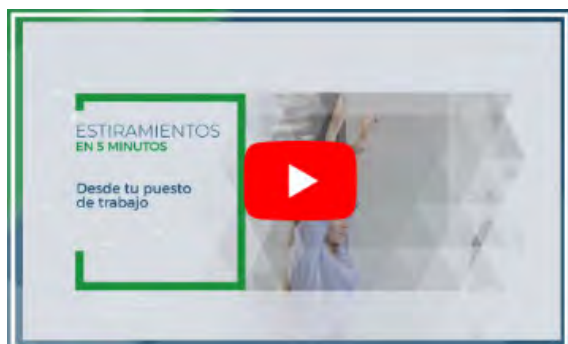 ESTIRAMIENTOS
EN 5 MINUTOS
Desde tu puesto
de trabajo